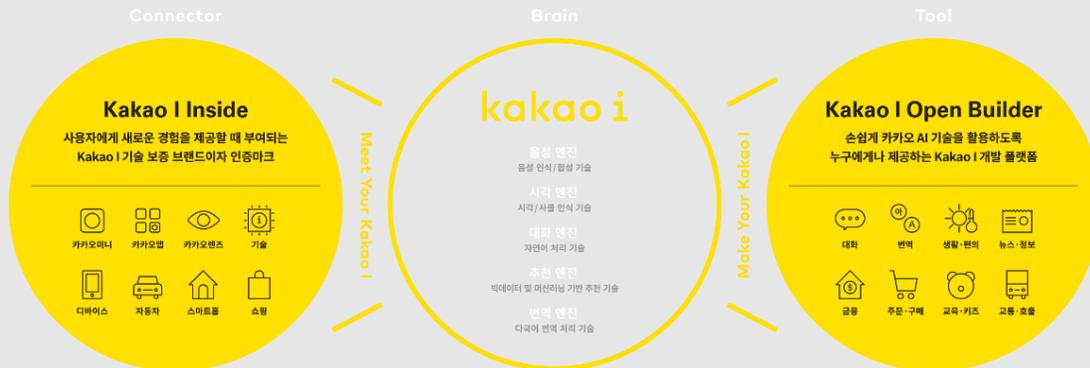 Connector
Kakao I Inside
사용자에게 새로운 경험을 제공할 때 부여되는
Kakao I 기술 보증 브랜드이자 인증마크
카카오미니
카카오맵
카카오렌즈
i
기술
디바이스
자동차
스마트홈
쇼핑
Meet Your Kakao I
Brain
kakao i
음성 엔진
음성 인식/합성 기술
시각 엔진
시각/사물 인식 기술
대화 엔진
자연어 처리 기술
추천 엔진
빅데이터 및 머신러닝 기반 추천 기술
번역 엔진
다국어 번역 처리 기술
Make Your Kakao I
Tool
Kakao I Open Builder
손쉽게 카카오 AI 기술을 활용하도록
누구에게나 제공하는 Kakao I 개발 플랫폼
대화
아
A
번역
생활·편의
뉴스·정보
$
금융
주문·구매
교육·키즈
교통·호출